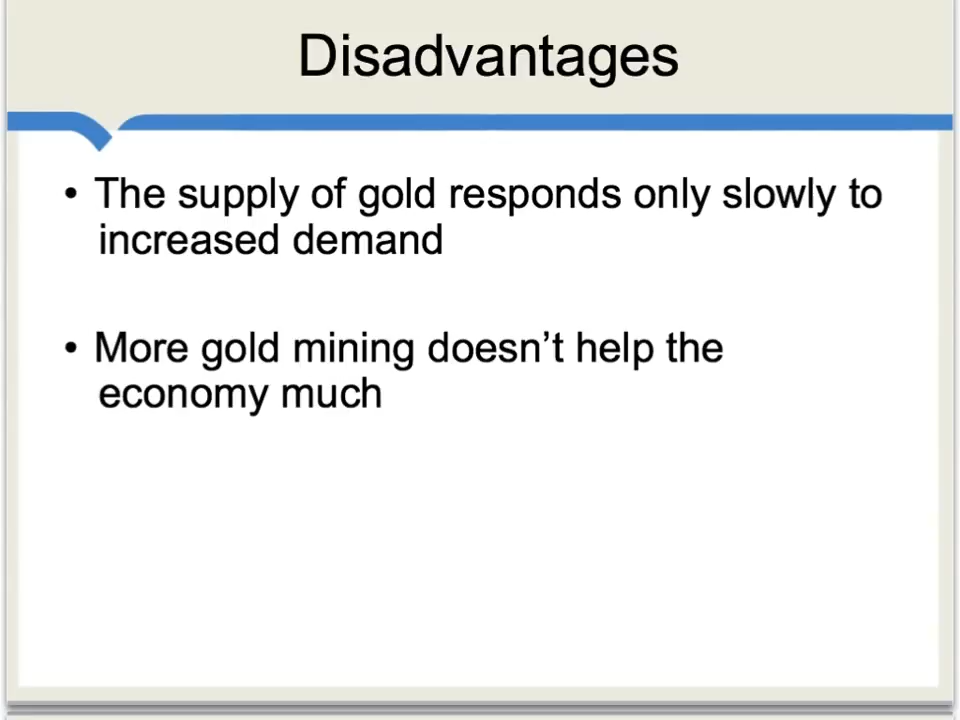 Disadvantages
• The supply of gold responds only slowly to
increased demand
• More gold mining doesn’t help the
economy much